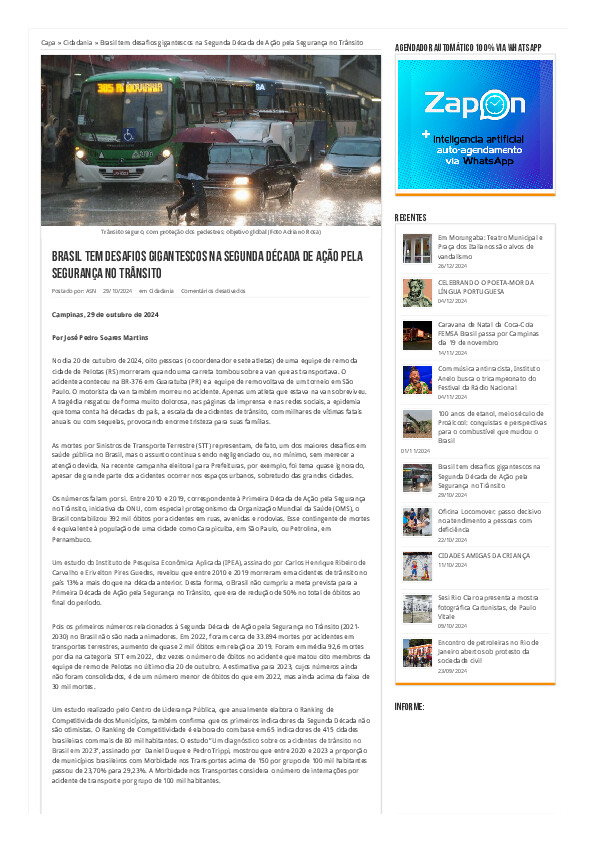 Capa » Cidadania » Brasil tem desafios gigantescos na Segunda Década de Ação pela Segurança no Trânsito
305 RODOVIÁRIA
Trânsito seguro, com proteção dos pedestres: objetivo global (Foto Adriano Rosa)
BRASIL TEM DESAFIOS GIGANTESCOS NA SEGUNDA DÉCADA DE AÇÃO PELA
SEGURANÇA NO TRÂNSITO
Postado por: ASN 29/10/2024 em Cidadania Comentários desativados
Campinas, 29 de outubro de 2024
Por José Pedro Soares Martins
No dia 20 de outubro de 2024, oito pessoas (o coordenador e sete atletas) de uma equipe de remo da
cidade de Pelotas (RS) morreram quando uma carreta tombou sobre a van que as transportava. O
acidente aconteceu na BR-376 em Guaratuba (PR) e a equipe de remo voltava de um torneio em São
Paulo. O motorista da van também morreu no acidente. Apenas um atleta que estava na van sobreviveu.
A tragédia resgatou de forma muito dolorosa, nas páginas da imprensa e nas redes sociais, a epidemia
que toma conta há décadas do país, a escalada de acidentes de trânsito, com milhares de vítimas fatais
anuais ou com sequelas, provocando enorme tristeza para suas famílias.
As mortes por Sinistros de Transporte Terrestre (STT) representam, de fato, um dos maiores desafios em
saúde pública no Brasil, mas o assunto continua sendo negligenciado ou, no mínimo, sem merecer a
atenção devida. Na recente campanha eleitoral para Prefeituras, por exemplo, foi tema quase ignorado,
apesar de grande parte dos acidentes ocorrer nos espaços urbanos, sobretudo das grandes cidades.
Os números falam por si. Entre 2010 e 2019, correspondente à Primeira Década de Ação pela Segurança
no Trânsito, iniciativa da ONU, com especial protagonismo da Organização Mundial da Saúde (OMS), o
Brasil contabilizou 392 mil óbitos por acidentes em ruas, avenidas e rodovias. Esse contingente de mortes
é equivalente à população de uma cidade como Carapicuíba, em São Paulo, ou Petrolina, em
Pernambuco.
Um estudo do Instituto de Pesquisa Econômica Aplicada (IPEA), assinado por Carlos Henrique Ribeiro de
Carvalho e Erivelton Pires Guedes, revelou que entre 2010 e 2019 morreram em acidentes de trânsito no
país 13% a mais do que na década anterior. Desta forma, o Brasil não cumpriu a meta prevista para a
Primeira Década de Ação pela Segurança no Trânsito, que era de redução de 50% no total de óbitos ao
final do período.
Pois os primeiros números relacionados à Segunda Década de Ação pela Segurança no Trânsito (2021-
2030) no Brasil não são nada animadores. Em 2022, foram cerca de 33.894 mortes por acidentes em
transportes terrestres, aumento de quase 2 mil óbitos em relação a 2019. Foram em média 92,6 mortes
por dia na categoria STT em 2022, dez vezes o número de óbitos no acidente que matou oito membros da
equipe de remo de Pelotas no último dia 20 de outubro. A estimativa para 2023, cujos números ainda
não foram consolidados, é de um número menor de óbitos do que em 2022, mas ainda acima da faixa de
30 mil mortes.
Um estudo realizado pelo Centro de Liderança Pública, que anualmente elabora o Ranking de
Competitividade dos Municípios, também confirma que os primeiros indicadores da Segunda Década não
são otimistas. O Ranking de Competitividade é elaborado com base em 65 indicadores de 415 cidades
brasileiras com mais de 80 mil habitantes. O estudo "Um diagnóstico sobre os acidentes de trânsito no
Brasil em 2023", assinado por Daniel Duque e Pedro Trippi, mostrou que entre 2020 e 2023 a proporção
de municípios brasileiros com Morbidade nos Transportes acima de 150 por grupo de 100 mil habitantes
passou de 23,70% para 29,23%. A Morbidade nos Transportes considera o número de internações por
acidente de transporte por grupo de 100 mil habitantes.
AGENDADOR AUTOMÁTICO 100% VIA WHATSAPP
Zapon
+ Inteligencia artificial
auto-agendamento
via WhatsApp
RECENTES
Em Morungaba: Teatro Municipal e
Praça dos Italianos são alvos de
vandalismo
26/12/2024
CELEBRANDO O POETA-MOR DA
LÍNGUA PORTUGUESA
04/12/2024
Caravana de Natal da Coca-Cola
FEMSA Brasil passa por Campinas
dia 19 de novembro
14/11/2024
Com música antirracista, Instituto
Anelo busca o tricampeonato do
Festival da Rádio Nacional
04/11/2024
100 anos de etanol, meio século de
Proálcool: conquistas e perspectivas
para o combustível que mudou o
Brasil
01/11/2024
Brasil tem desafios gigantescos na
Segunda Década de Ação pela
Segurança no Trânsito
29/10/2024
Oficina Locomover: passo decisivo
no atendimento a pessoas com
deficiência
22/10/2024
CIDADES AMIGAS DA CRIANÇA
11/10/2024
Sesi Rio Claro apresenta a mostra
fotográfica Cartunistas, de Paulo
Vitale
09/10/2024
Encontro de petroleiras no Rio de
Janeiro aberto sob protesto da
sociedade civil
23/09/2024
INFORME: